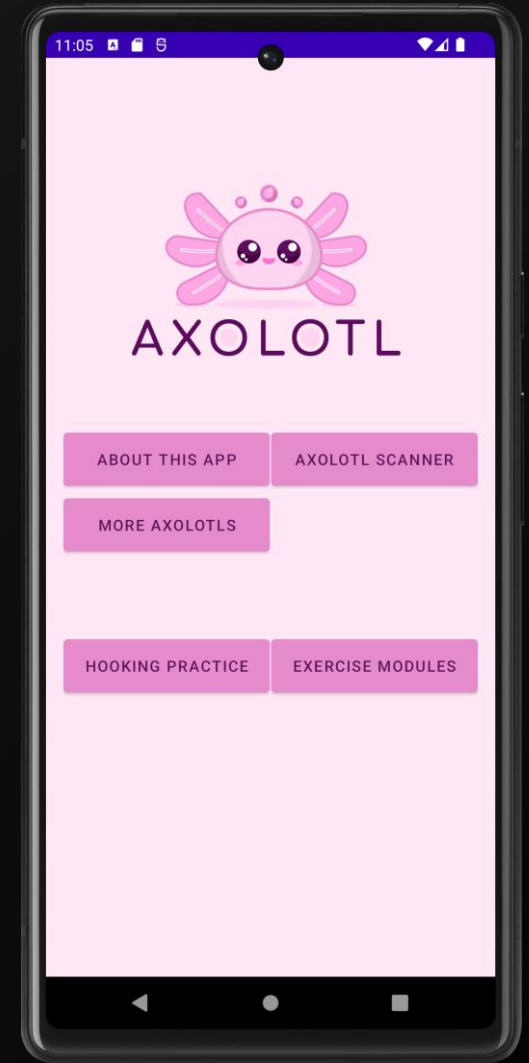 11:05
AXOLOTL
ABOUT THIS APP
AXOLOTL SCANNER
MORE AXOLOTLS
HOOKING PRACTICE
EXERCISE MODULES